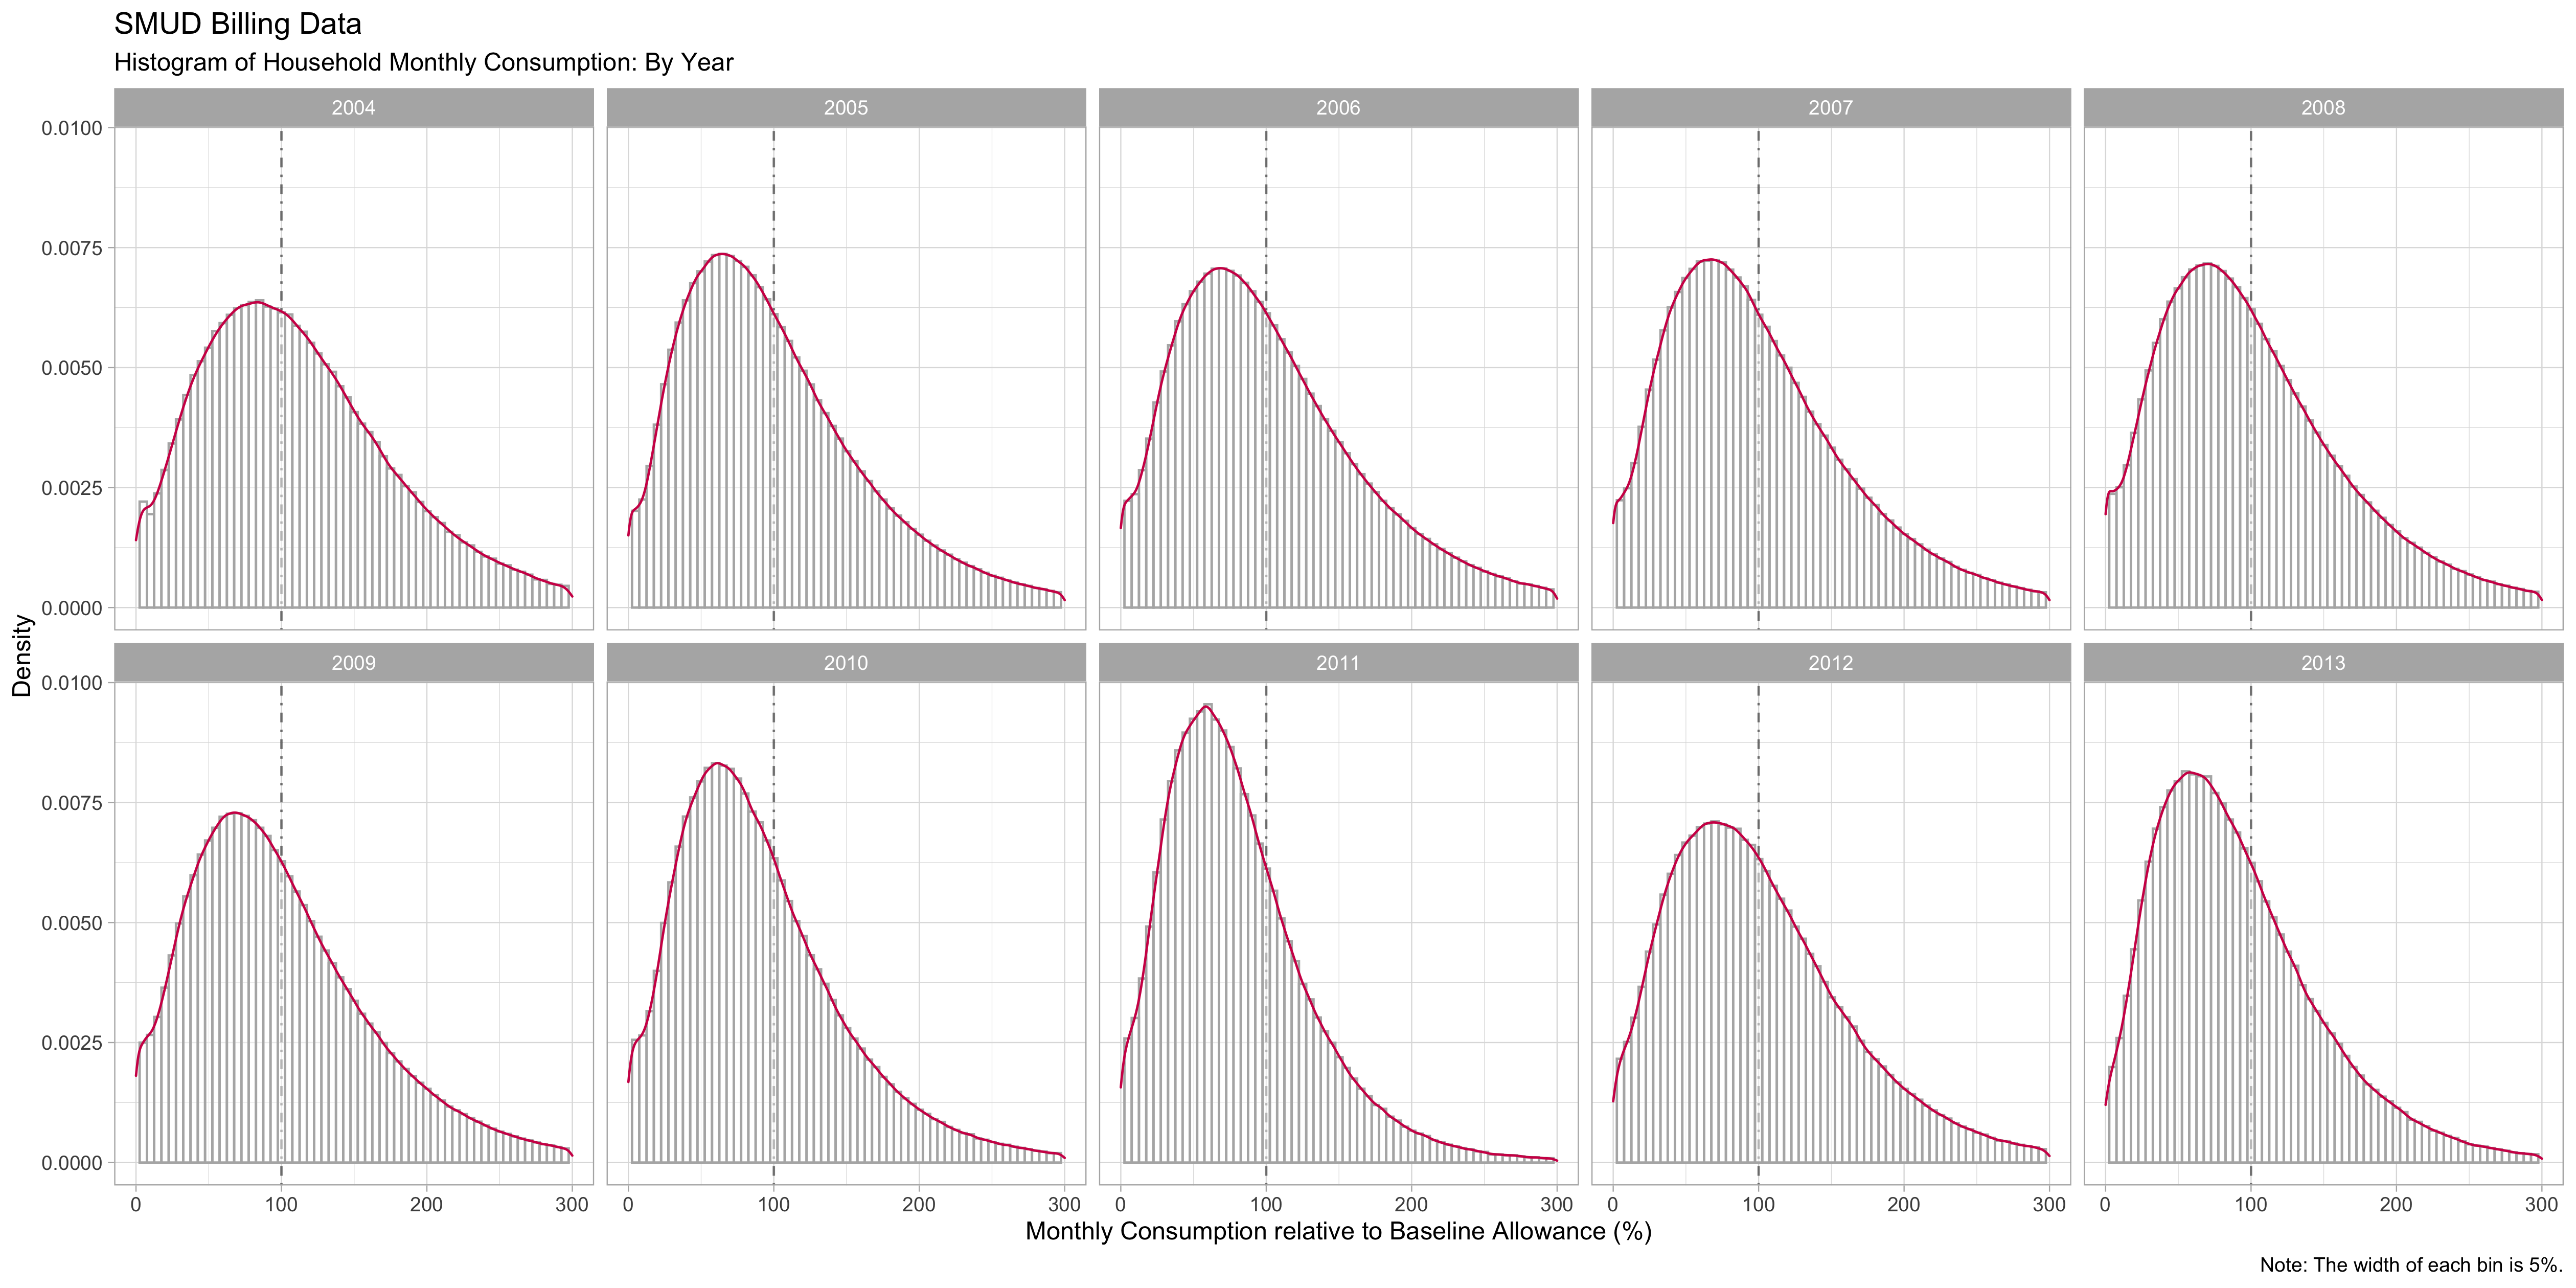 SMUD Billing Data
Histogram of Household Monthly Consumption: By Year
2004 2005 2006 2007 2008
0.0100
0.0075
0.0050
0.0025
0.0000
Density
2009 2010 2011 2012 2013
0.0100
0.0075
0.0050
0.0025
0.0000
0 100 200 300 0 100 200 300 0 100 200 300 0 100 200 300 0 100 200 300
Monthly Consumption relative to Baseline Allowance (%)
Note: The width of each bin is 5%.